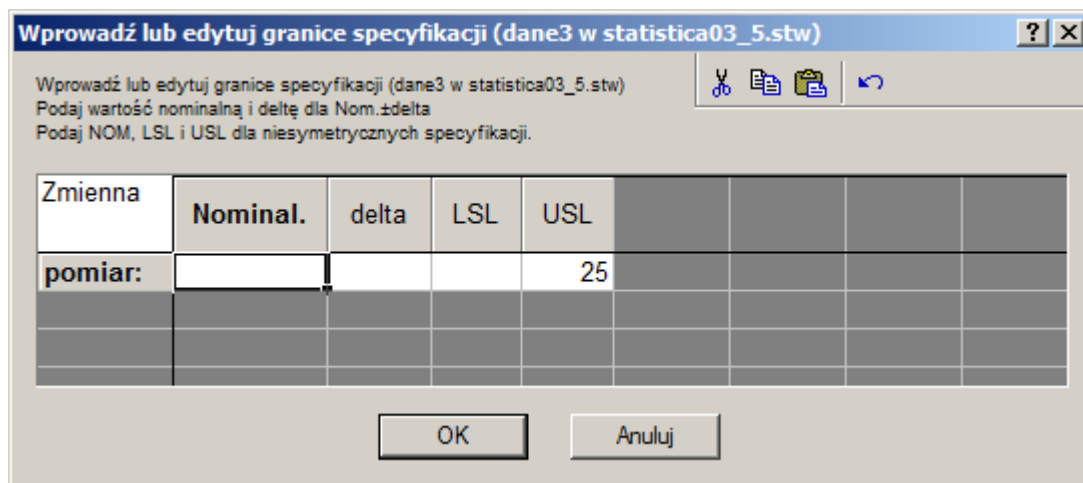 Wprowadź lub edytuj granice specyfikacji (dane3 w statistica03_5.stw)
Wprowadź lub edytuj granice specyfikacji (dane3 w statistica03_5.stw)
Podaj wartość nominalną i deltę dla Nom.±delta
Podaj NOM, LSL i USL dla niesymetrycznych specyfikacji.
Zmienna Nominal. delta LSL USL
pomiar: 25
OK Anuluj